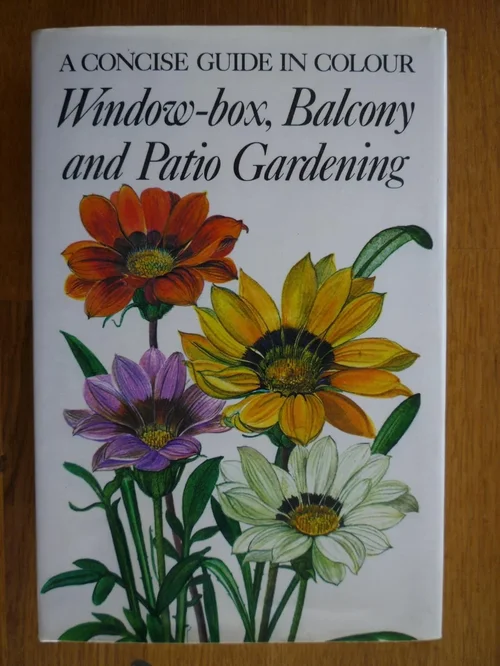 A CONCISE GUIDE IN COLOUR
Window-box, Balcony
and Patio Gardening